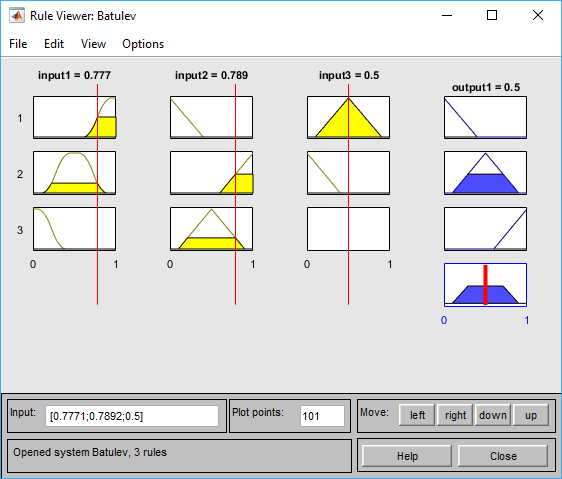 Rule Viewer: Batulev
File Edit View Options
input1 = 0.777 input2 = 0.789 input3 = 0.5 output1 = 0.5
1
2
3
0 1 0 1 0 1
0 1
Input: [0.7771;0.7892;0.5] Plot points: 101 Move: left right down up
Opened system Batulev, 3 rules Help Close